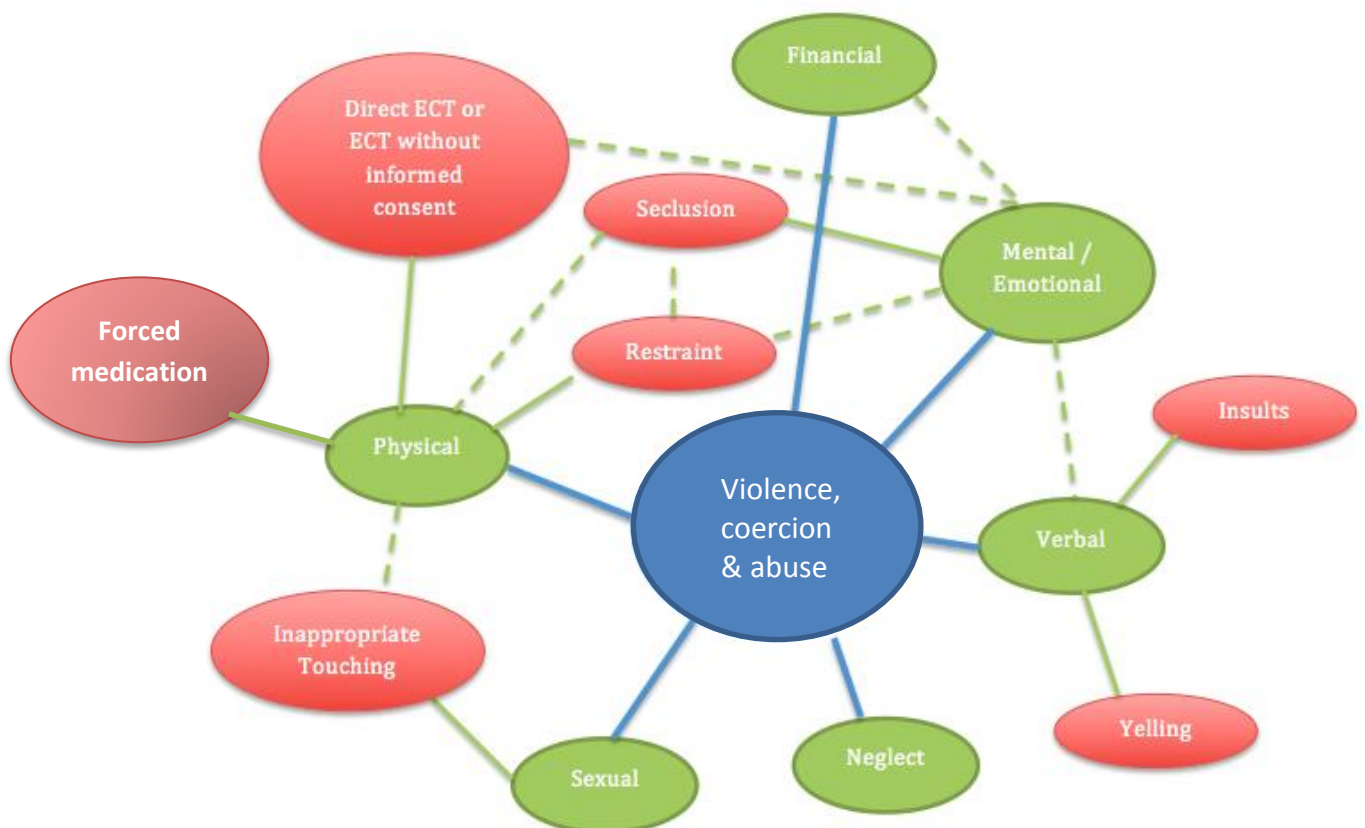 Financial
Direct ECT or
ECT without
informed
consent
Seclusion
Mental /
Emotional
Forced
medication
Restraint
Insults
Physical
Violence,
coercion
& abuse
Verbal
Inappropriate
Touching
Yelling
Neglect
Sexual